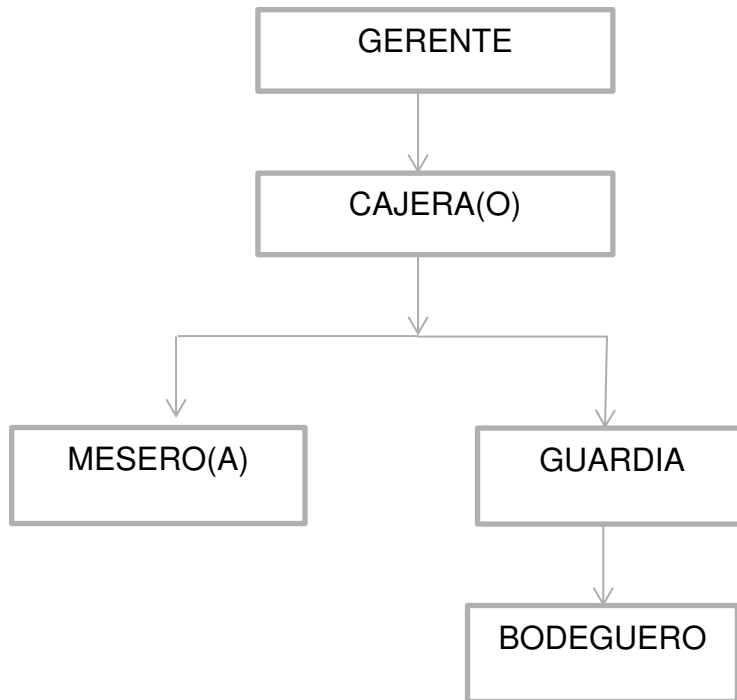 GERENTE
CAJERA(O)
MESERO(A)
GUARDIA
BODEGUERO